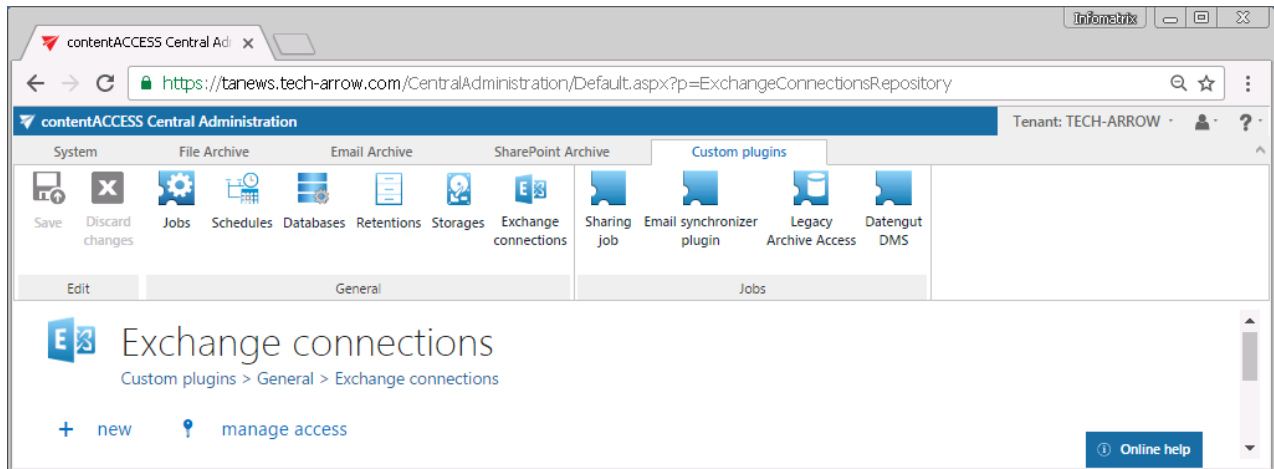 Infomatrix
contentACCESS Central Ad
https://tanews.tech-arrow.com/CentralAdministration/Default.aspx?p=ExchangeConnectionsRepository
contentACCESS Central Administration
Tenant: TECH-ARROW
?
System File Archive Email Archive SharePoint Archive Custom plugins
Save Discard changes Jobs Schedules Databases Retentions Storages Exchange connections Sharing job Email synchronizer plugin Legacy Archive Access Datengut DMS
Edit General Jobs
Exchange connections
Custom plugins > General > Exchange connections
+ new manage access
Online help